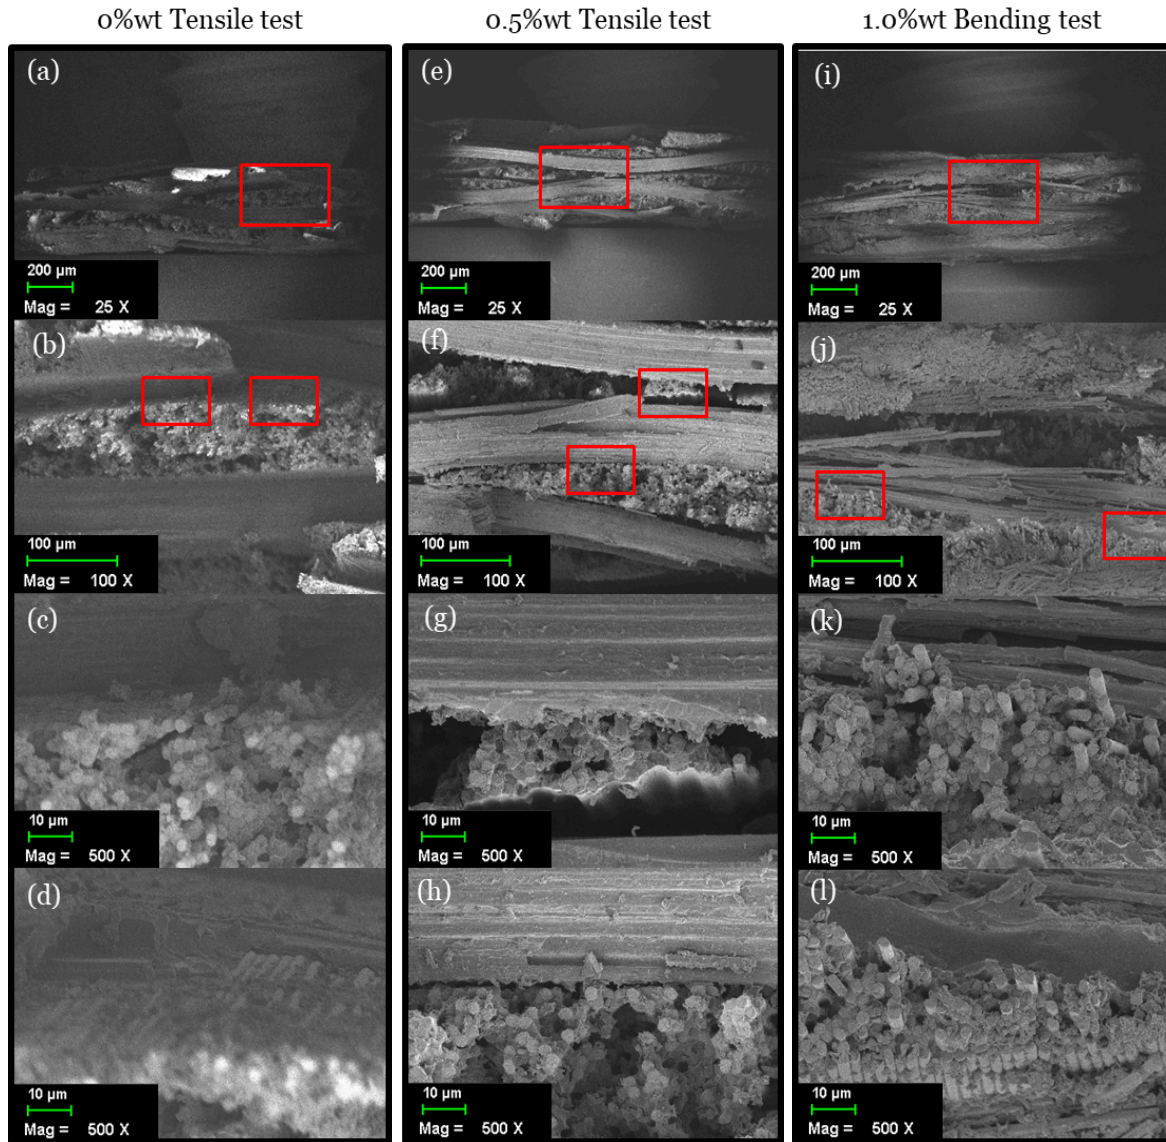 0%wt Tensile test
0.5%wt Tensile test
1.0%wt Bending test
(a)
200 µm
Mag = 25 X
(e)
200 µm
Mag = 25 X
(i)
200 µm
Mag = 25 X
(b)
100 µm
Mag = 100 X
(f)
100 µm
Mag = 100 X
(j)
100 µm
Mag = 100 X
(c)
10 µm
Mag = 500 X
(g)
10 µm
Mag = 500 X
(k)
10 µm
Mag = 500 X
(d)
10 µm
Mag = 500 X
(h)
10 µm
Mag = 500 X
(l)
10 µm
Mag = 500 X